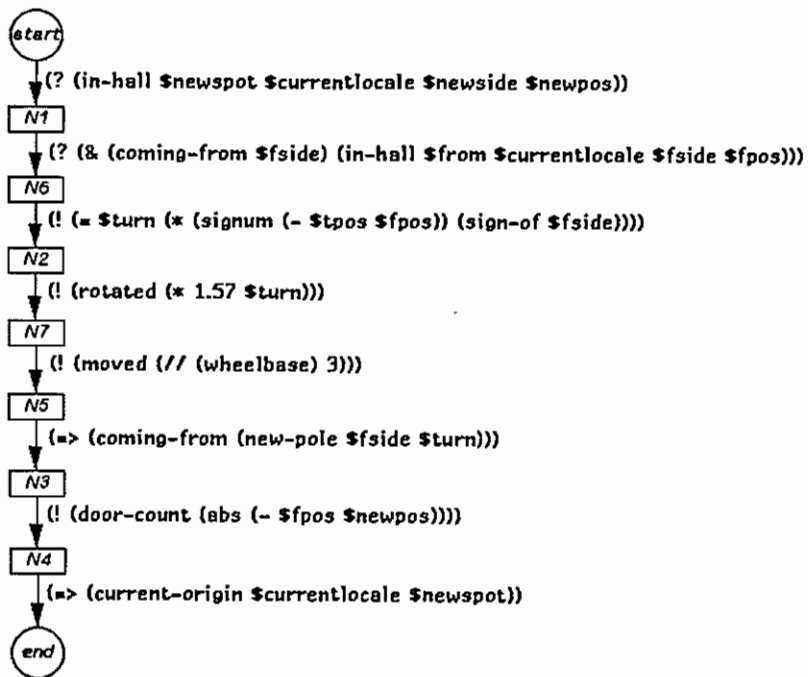 start
(? (in-hall $newspot $currentlocale $newside $newpos))
N1
(? (& (coming-from $fside) (in-hall $from $currentlocale $fside $fpos)))
N6
(! (= $turn (* (signum (- $tpos $fpos)) (sign-of $fside))))
N2
(! (rotated (* 1.57 $turn)))
N7
(! (moved (// (wheelbase) 3)))
N5
(=> (coming-from (new-pole $fside $turn)))
N3
(! (door-count (abs (- $fpos $newpos))))
N4
(=> (current-origin $currentlocale $newspot))
end